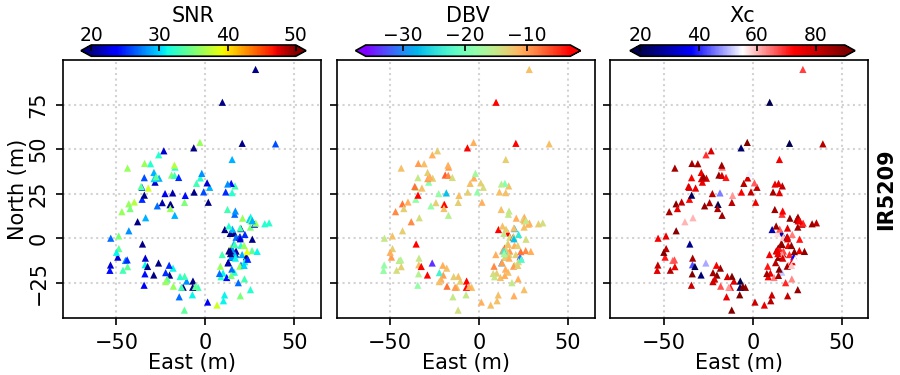 SNR DBV Xc
20 30 40 50 −30 −20 −10 20 40 60 80
75
50
25
0
−25
North (m)
IR5209
−50 0 50 −50 0 50 −50 0 50
East (m) East (m) East (m)